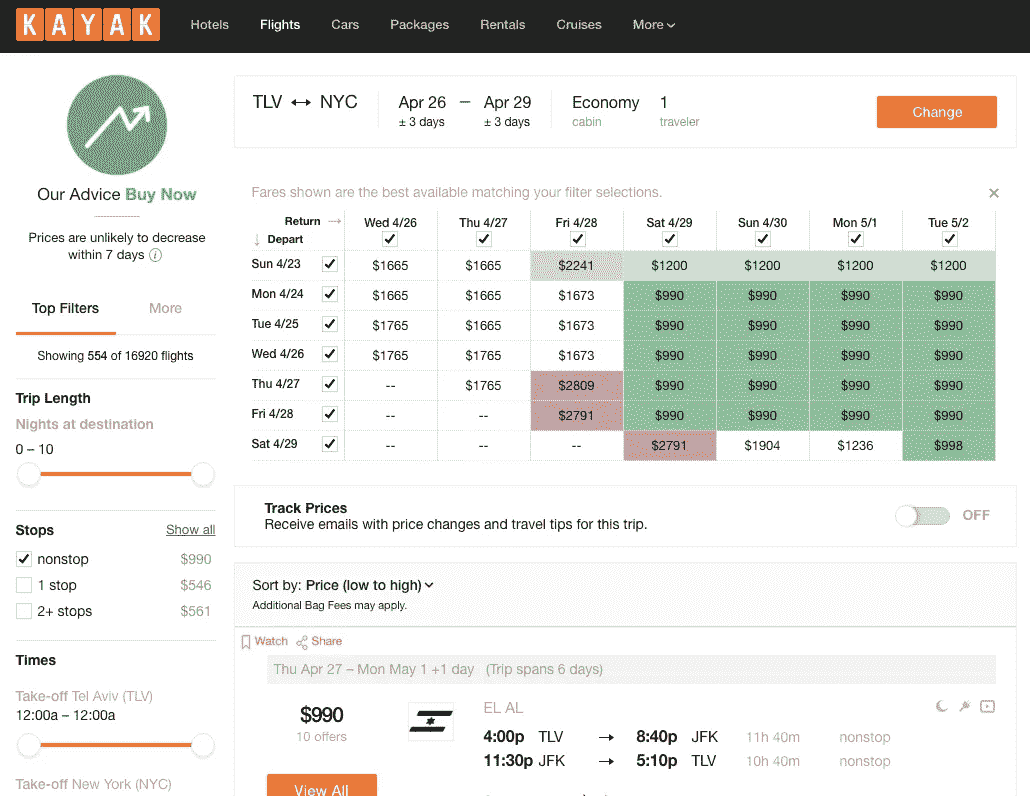 KAYAK Hotels Flights Cars Packages Rentals Cruises More
TLV ↔ NYC Apr 26 – Apr 29 Economy 1 Change
± 3 days ± 3 days cabin traveler
Our Advice Buy Now
Prices are unlikely to decrease
within 7 days
Top Filters More
Showing 554 of 16920 flights
Trip Length
Nights at destination
0 – 10
Stops Show all
nonstop $990
1 stop $546
2+ stops $561
Times
Take-off Tel Aviv (TLV)
12:00a – 12:00a
Take-off New York (NYC)
Fares shown are the best available matching your filter selections. ×
Return → Wed 4/26 Thu 4/27 Fri 4/28 Sat 4/29 Sun 4/30 Mon 5/1 Tue 5/2
↓ Depart
Sun 4/23 $1665 $1665 $2241 $1200 $1200 $1200 $1200
Mon 4/24 $1665 $1665 $1673 $990 $990 $990 $990
Tue 4/25 $1765 $1665 $1673 $990 $990 $990 $990
Wed 4/26 $1765 $1765 $1673 $990 $990 $990 $990
Thu 4/27 -- $1765 $2809 $990 $990 $990 $990
Fri 4/28 -- -- $2791 $990 $990 $990 $990
Sat 4/29 -- -- -- $2791 $1904 $1236 $998
Track Prices
Receive emails with price changes and travel tips for this trip. OFF
Sort by: Price (low to high)
Additional Bag Fees may apply.
Watch Share
Thu Apr 27 – Mon May 1 +1 day (Trip spans 6 days)
$990 EL AL
10 offers 4:00p TLV → 8:40p JFK 11h 40m nonstop
11:30p JFK → 5:10p TLV 10h 40m nonstop
View All